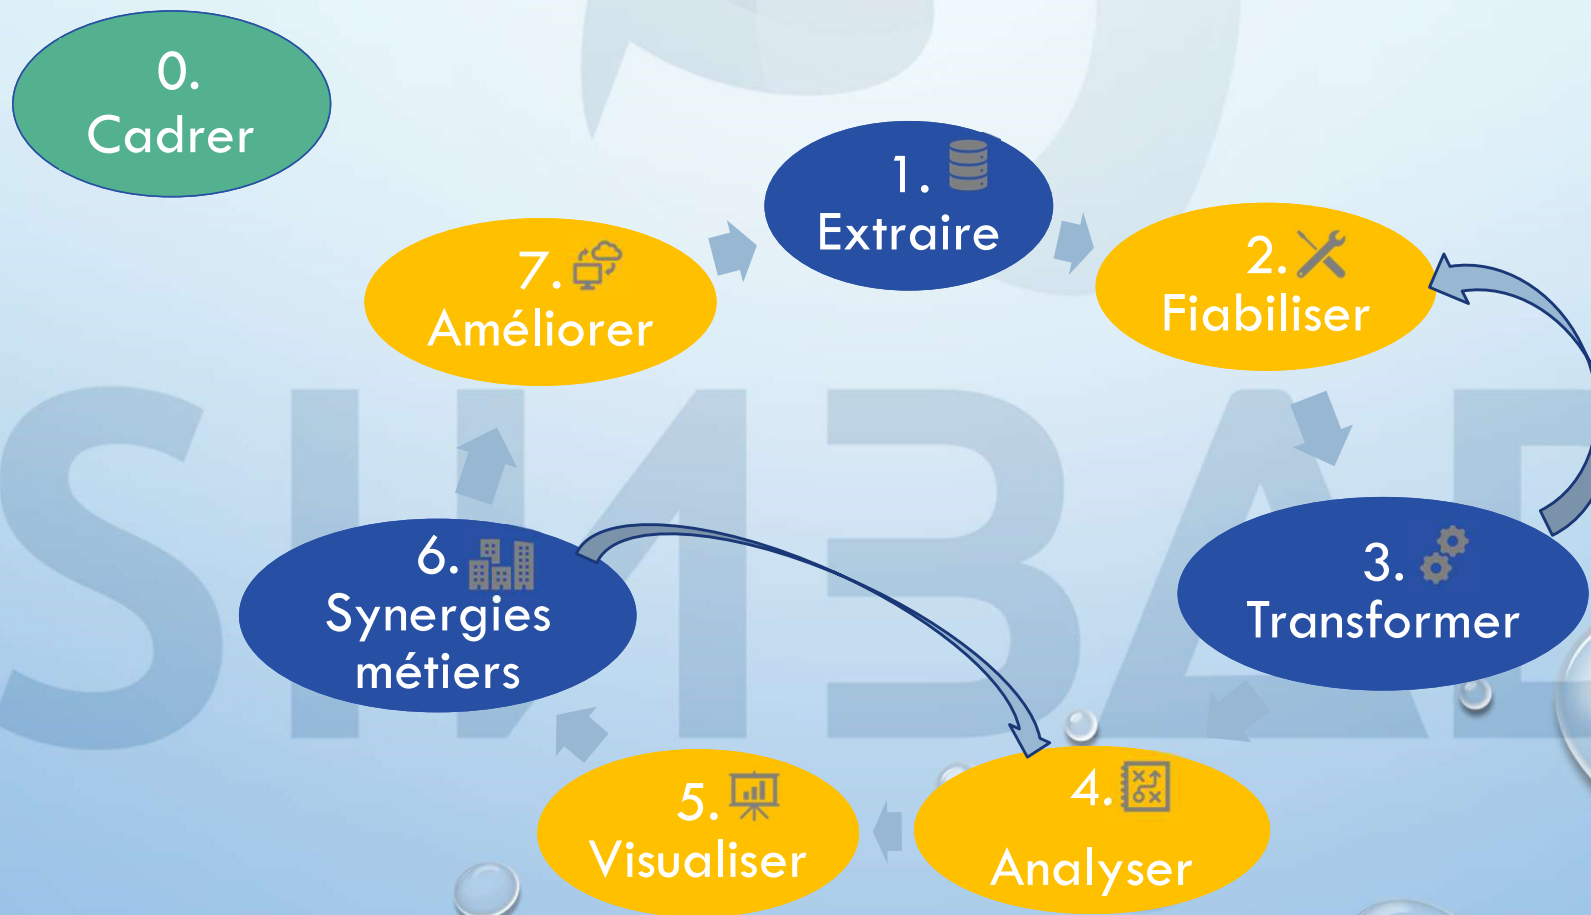 0.
Cadrer
1.
Extraire
2.
Fiabiliser
3.
Transformer
4.
Analyser
5.
Visualiser
6.
Synergies
métiers
7.
Améliorer